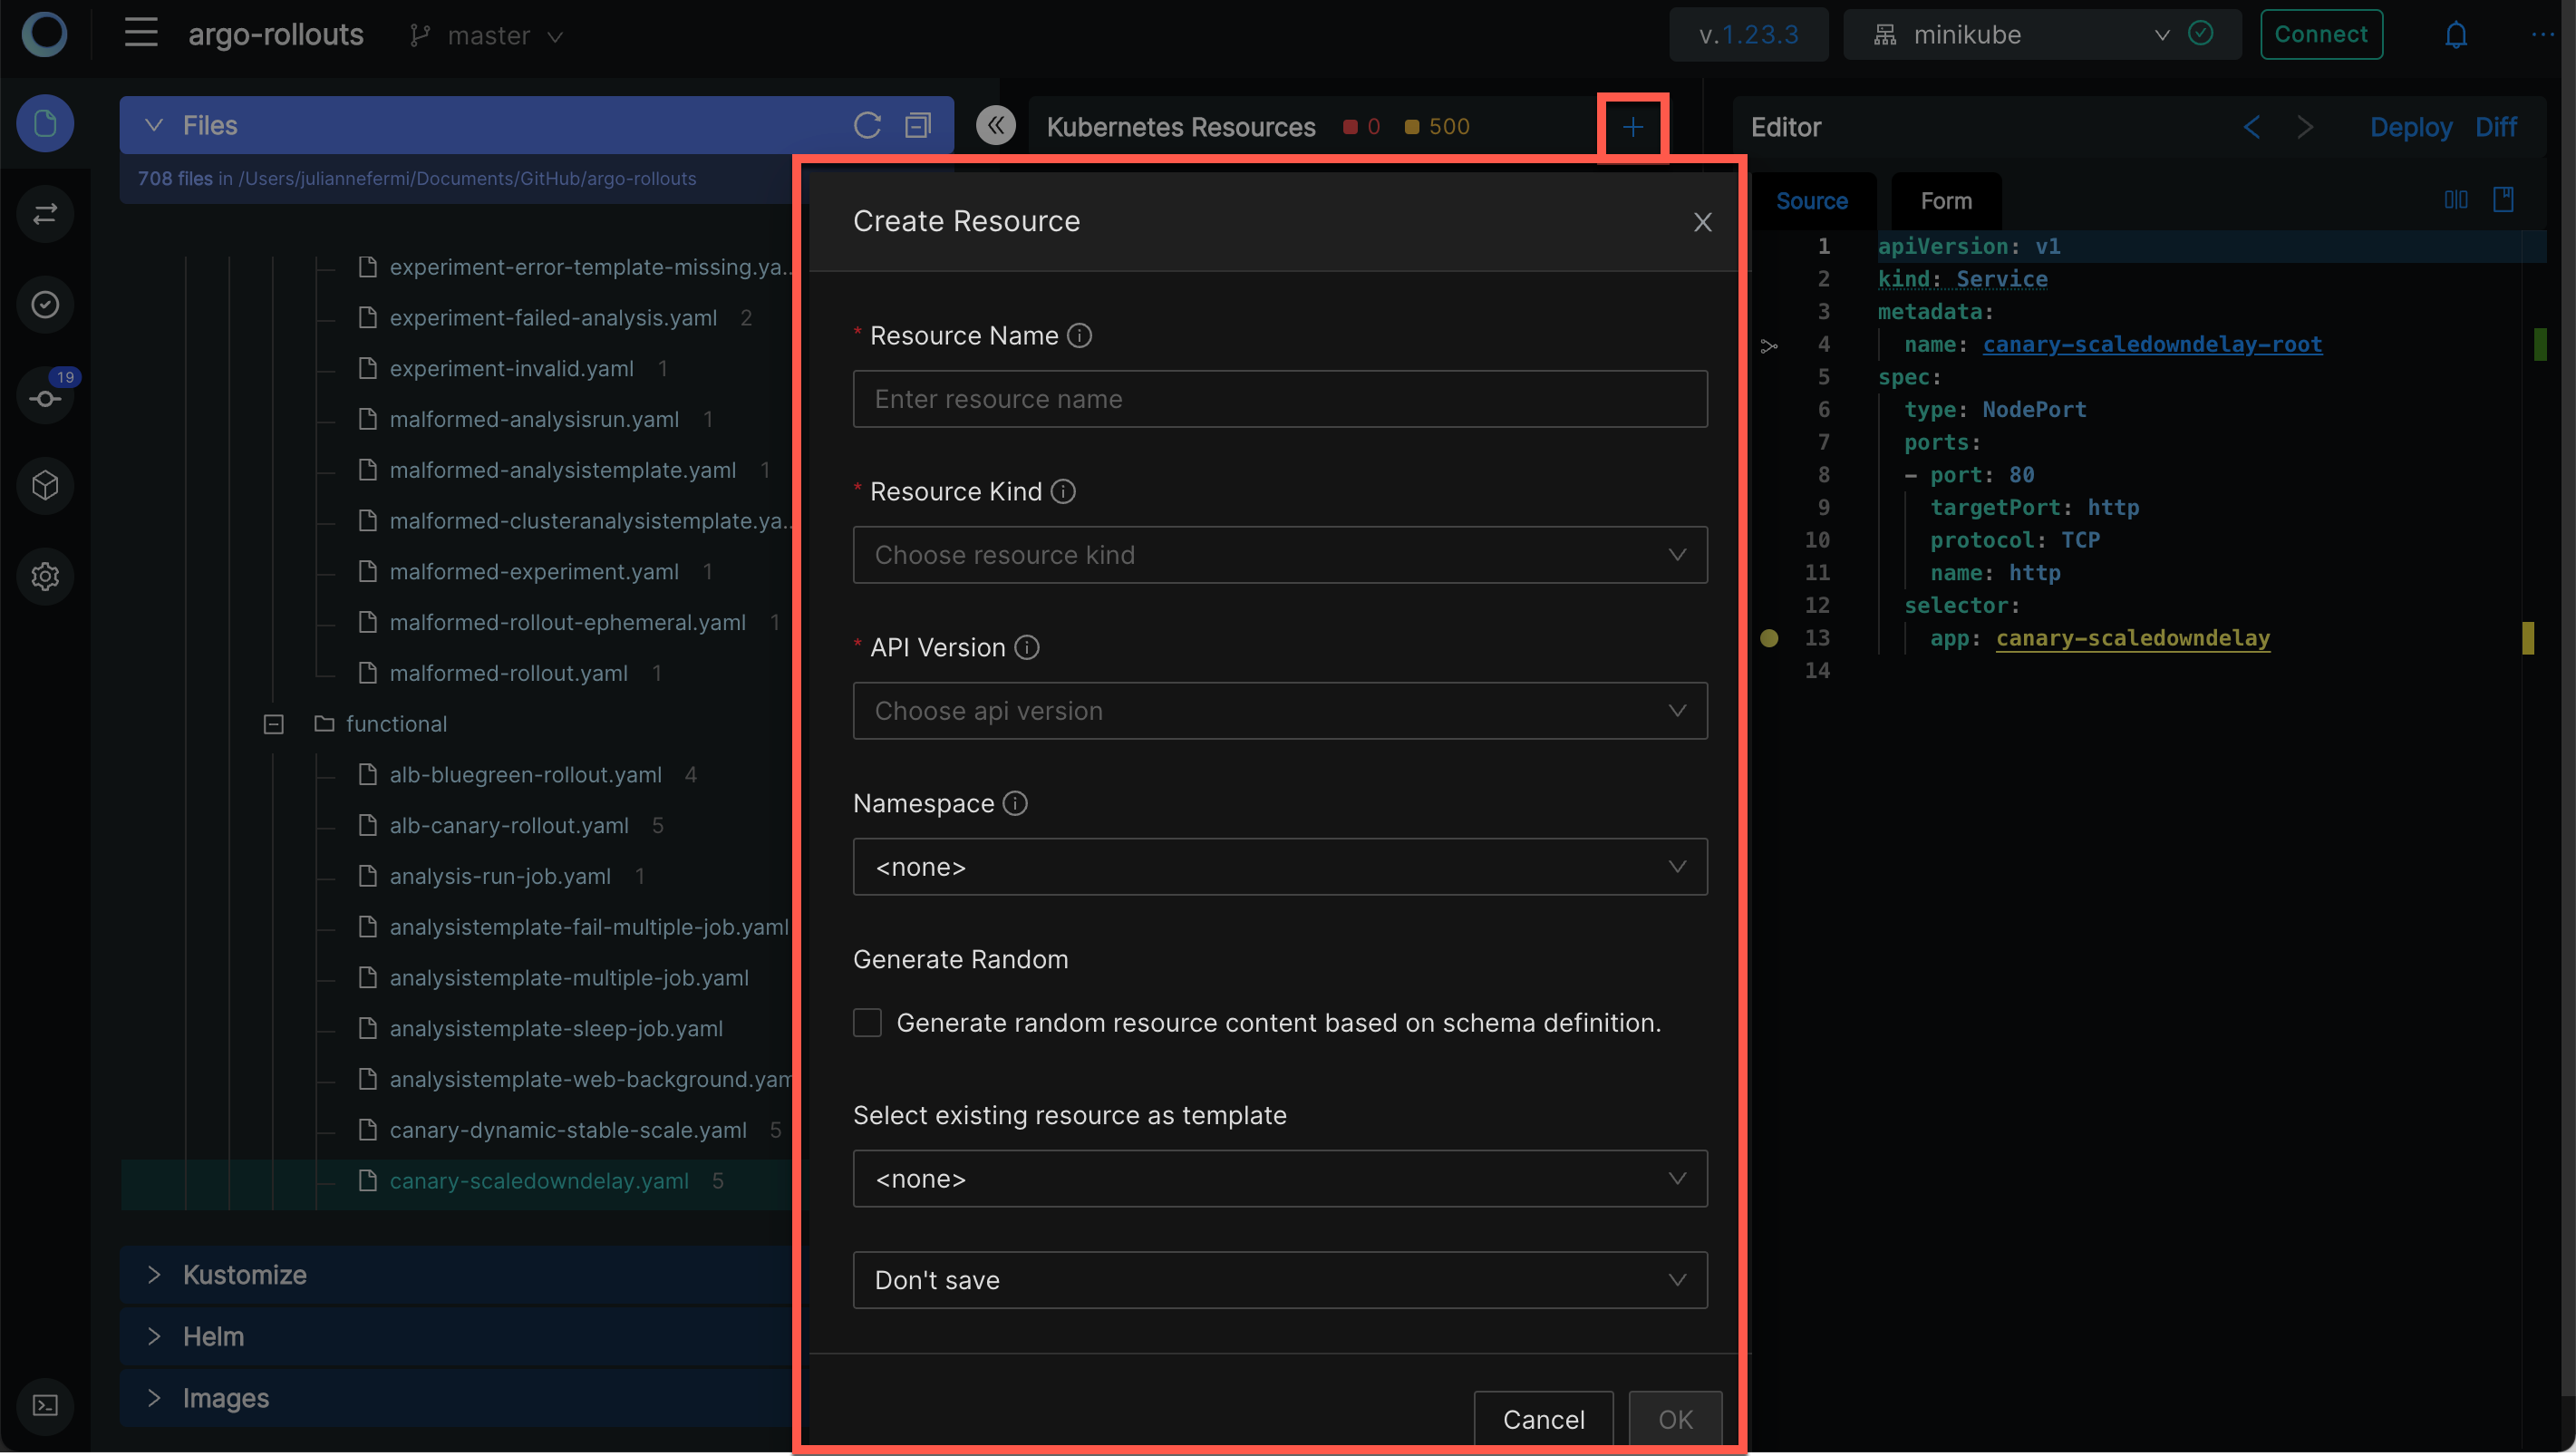 argo-rollouts
master
v.1.23.3
minikube
Connect
Files
708 files in /Users/juliannefermi/Documents/GitHub/argo-rollouts
experiment-error-template-missing.ya...
experiment-failed-analysis.yaml 2
experiment-invalid.yaml 1
malformed-analysisrun.yaml 1
malformed-analysistemplate.yaml 1
malformed-clusteranalysistemplate.ya...
malformed-experiment.yaml 1
malformed-rollout-ephemeral.yaml 1
malformed-rollout.yaml 1
functional
alb-bluegreen-rollout.yaml 4
alb-canary-rollout.yaml 5
analysis-run-job.yaml 1
analysistemplate-fail-multiple-job.yaml
analysistemplate-multiple-job.yaml
analysistemplate-sleep-job.yaml
analysistemplate-web-background.yam
canary-dynamic-stable-scale.yaml 5
canary-scaledowndelay.yaml 5
Kustomize
Helm
Images
19
Kubernetes Resources 0 500
Create Resource
* Resource Name
Enter resource name
* Resource Kind
Choose resource kind
* API Version
Choose api version
Namespace
<none>
Generate Random
Generate random resource content based on schema definition.
Select existing resource as template
<none>
Don't save
Cancel
OK
Editor
Deploy
Diff
Source
Form
1 apiVersion: v1
2 kind: Service
3 metadata:
4 name: canary-scaledowndelay-root
5 spec:
6 type: NodePort
7 ports:
8 - port: 80
9 targetPort: http
10 protocol: TCP
11 name: http
12 selector:
13 app: canary-scaledowndelay
14